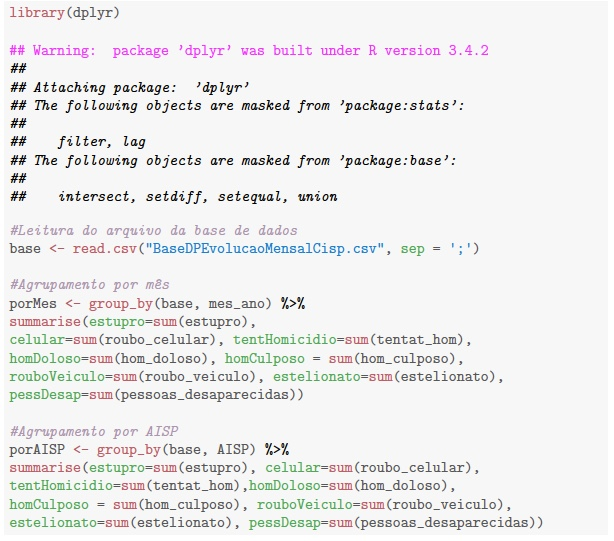 library(dplyr)
## Warning:  package ’dplyr’ was built under R version 3.4.2
##
## Attaching package:  ’dplyr’
## The following objects are masked from ’package:stats’:
##
##    filter, lag
## The following objects are masked from ’package:base’:
##
##    intersect, setdiff, setequal, union
#Leitura do arquivo da base de dados
base <- read.csv("BaseDPEvolucaoMensalCisp.csv", sep = ';')
#Agrupamento por mês
porMes <- group_by(base, mes_ano) %>%
summarise(estupro=sum(estupro),
celular=sum(roubo_celular), tentHomicidio=sum(tentat_hom),
homDoloso=sum(hom_doloso), homCulposo = sum(hom_culposo),
rouboVeiculo=sum(roubo_veiculo), estelionato=sum(estelionato),
pessDesap=sum(pessoas_desaparecidas))
#Agrupamento por AISP
porAISP <- group_by(base, AISP) %>%
summarise(estupro=sum(estupro), celular=sum(roubo_celular),
tentHomicidio=sum(tentat_hom),homDoloso=sum(hom_doloso),
homCulposo = sum(hom_culposo), rouboVeiculo=sum(roubo_veiculo),
estelionato=sum(estelionato), pessDesap=sum(pessoas_desaparecidas))